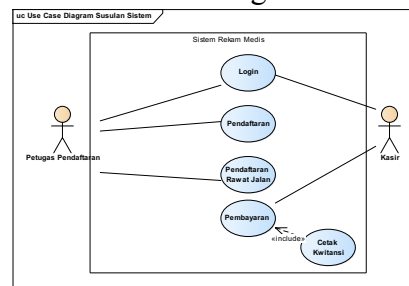 uc Use Case Diagram Susulan Sistem
Sistem Rekam Medis
Login
Pendaftaran
Petugas Pendaftaran
Kasir
Pendaftaran
Rawat Jalan
Pembayaran
«include»
Cetak
Kwitansi